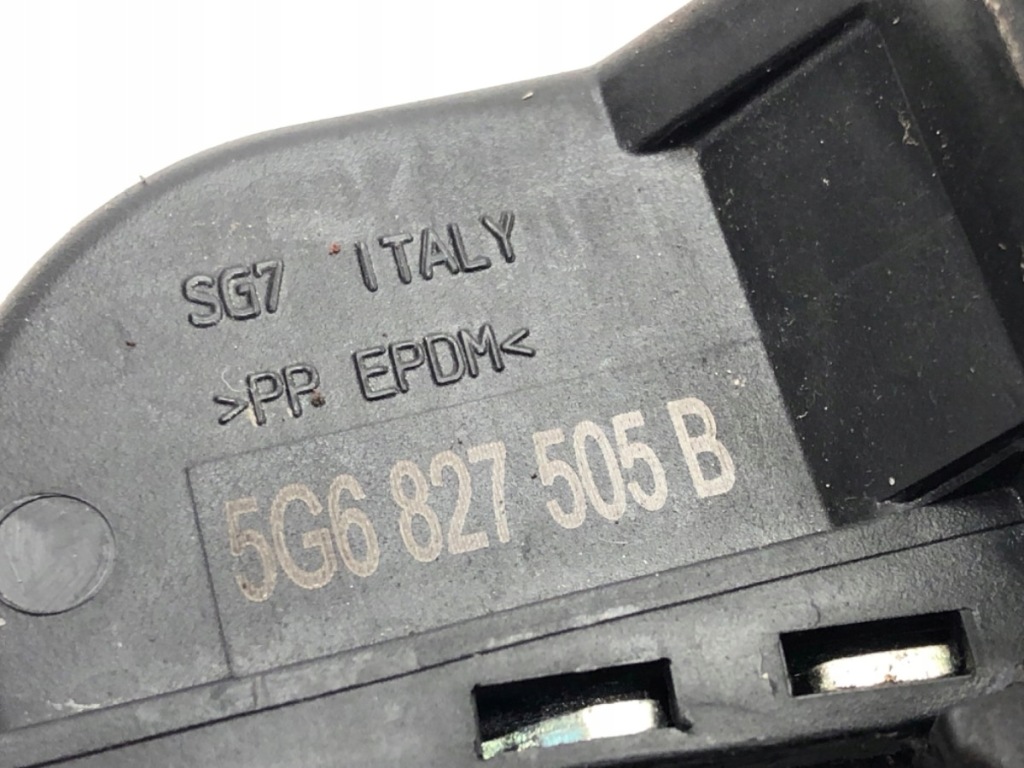 SG7 ITALY
>PP EPDM<
5G6 827 505 B